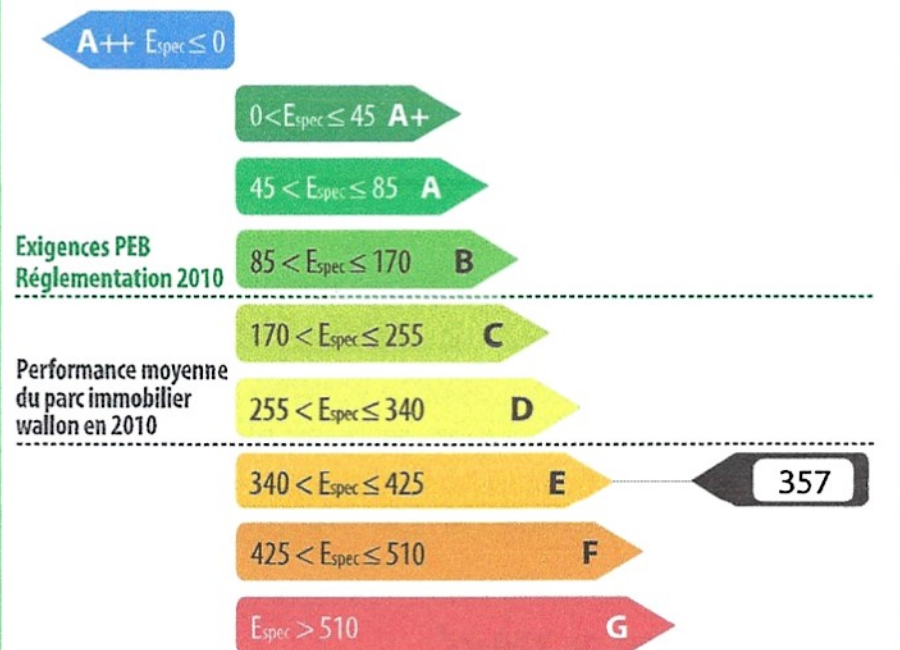 A++ Espec ≤ 0
0<Espec ≤ 45 A+
45 < Espec ≤ 85 A
Exigences PEB
Réglementation 2010
85 < Espec ≤ 170 B
170 < Espec ≤ 255 C
Performance moyenne
du parc immobilier
wallon en 2010
255 < Espec ≤ 340 D
340 < Espec ≤ 425 E
357
425 < Espec ≤ 510 F
Espec > 510 G